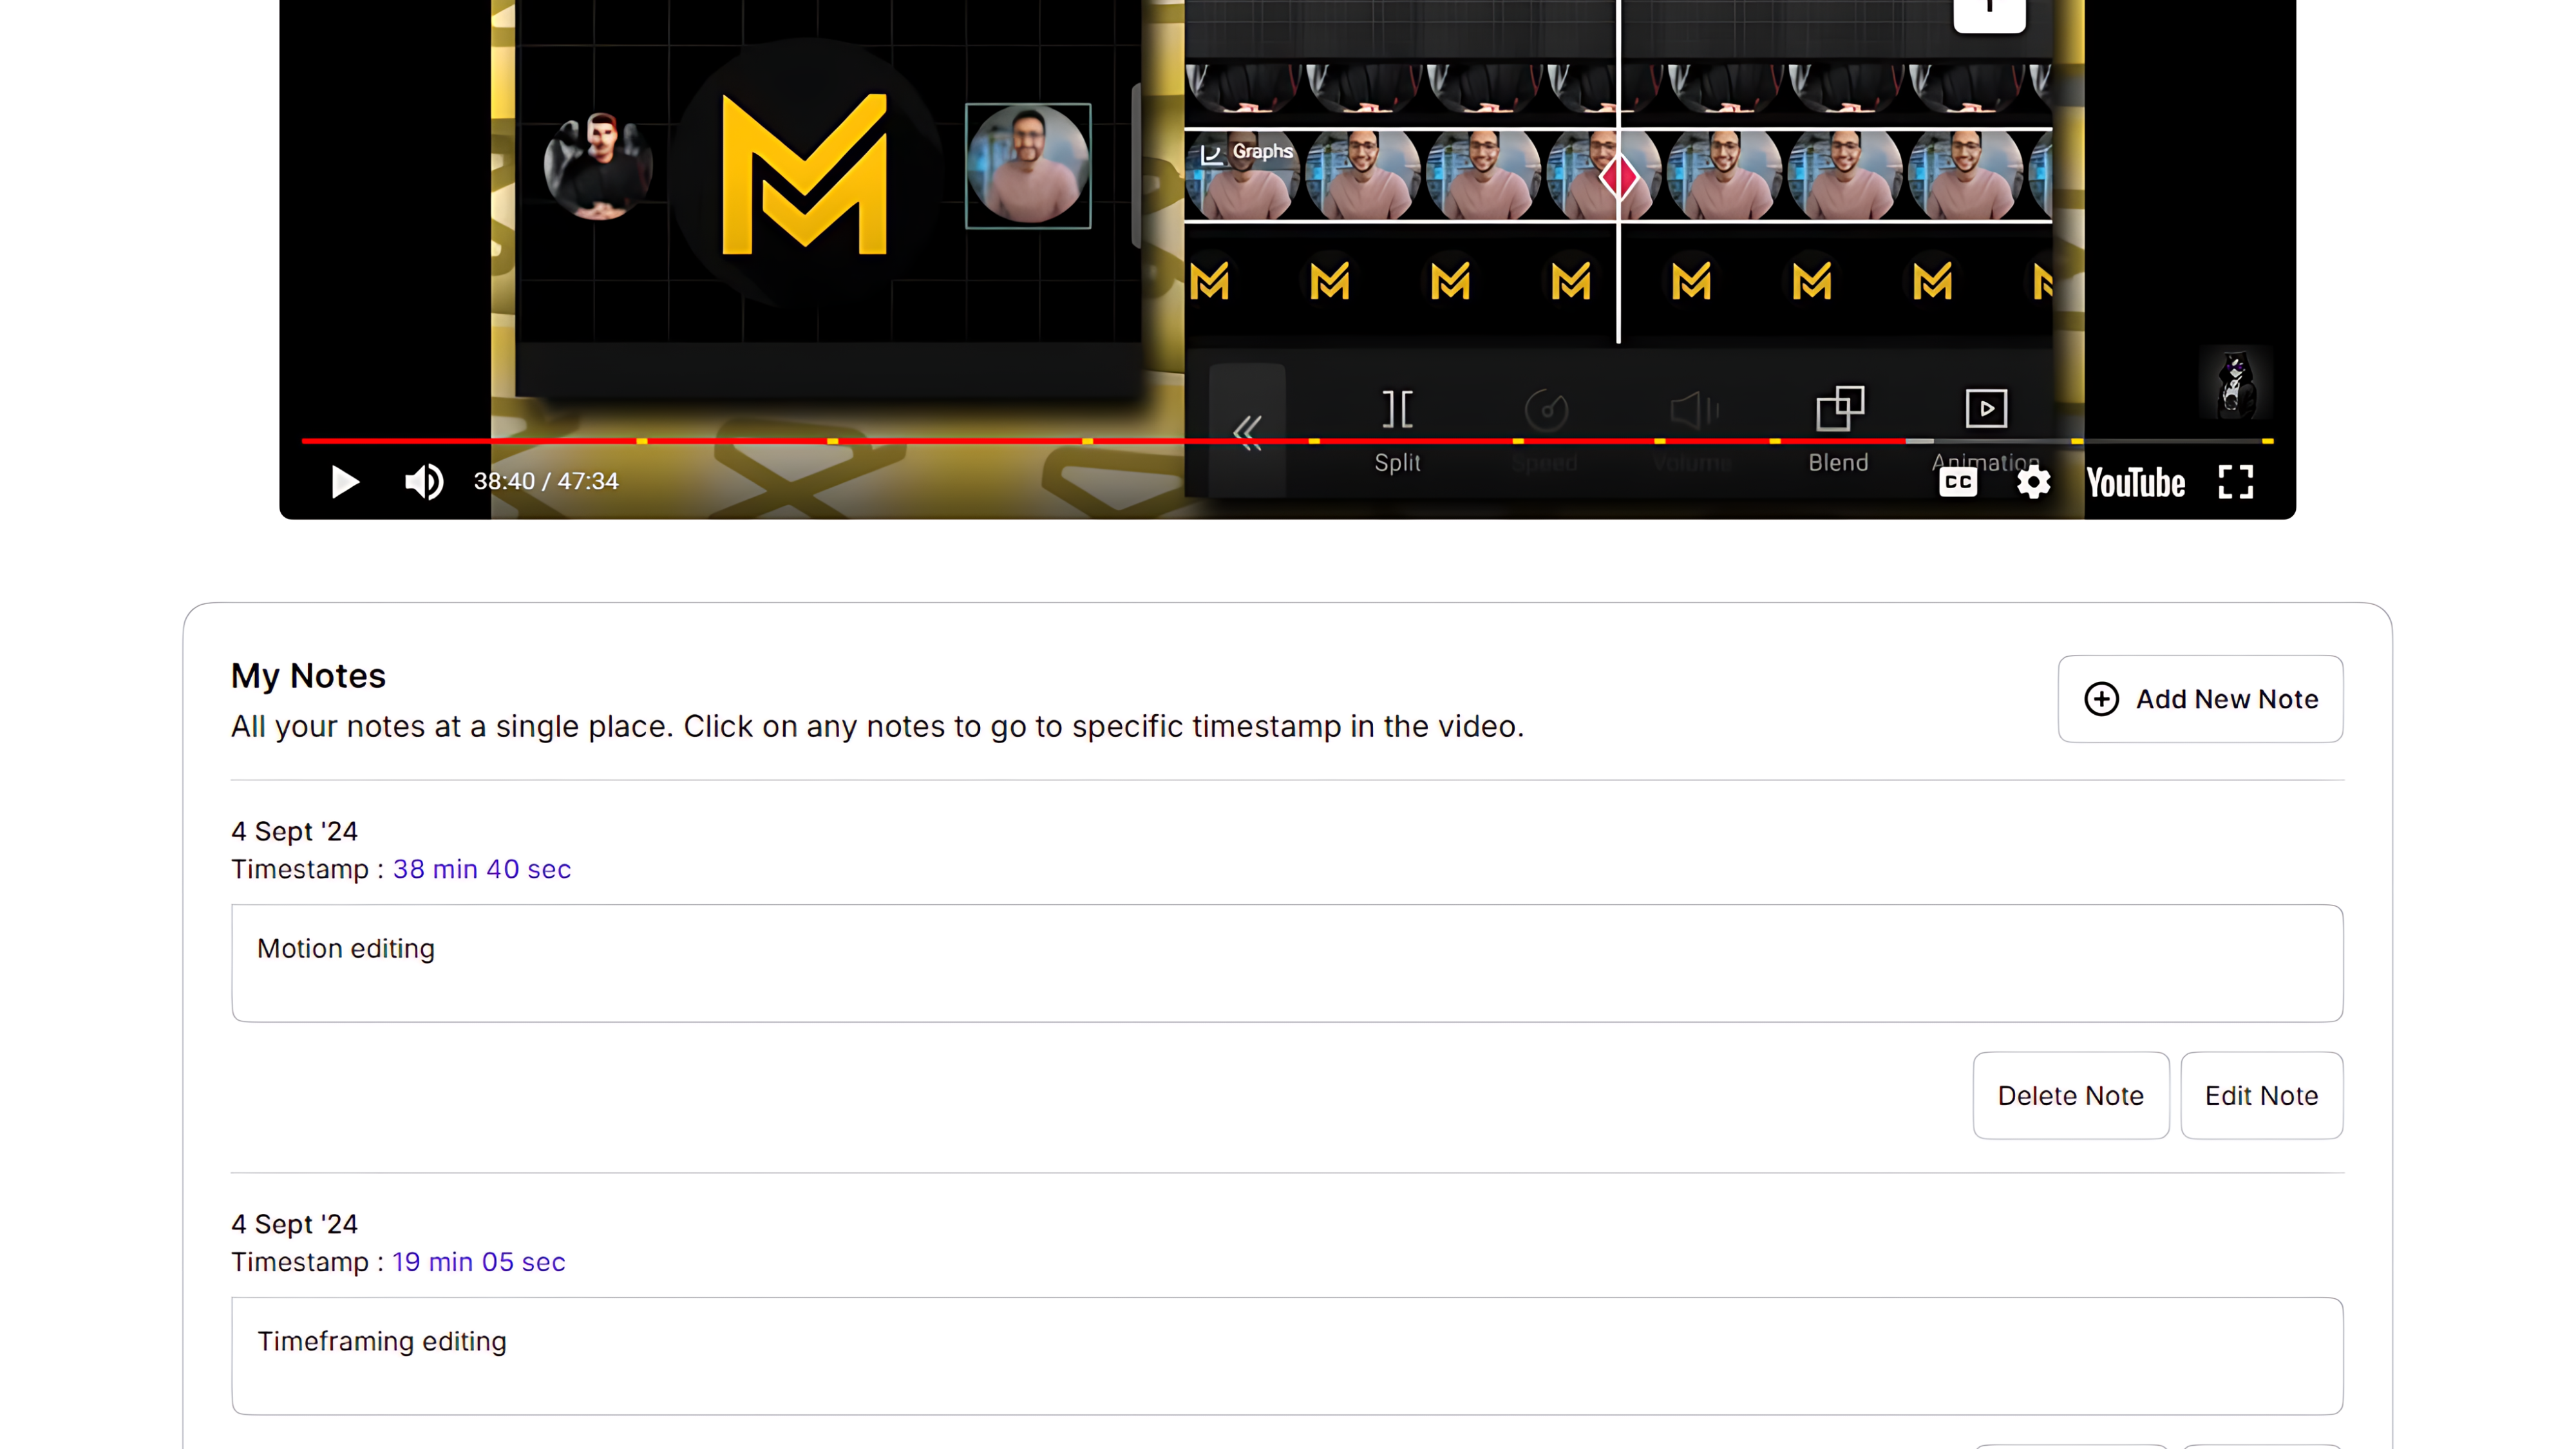 Graphs
Split
Speed
Volume
Blend
Animation
38:40 / 47:34
CC
YouTube
My Notes
All your notes at a single place. Click on any notes to go to specific timestamp in the video.
Add New Note
4 Sept '24
Timestamp : 38 min 40 sec
Motion editing
Delete Note
Edit Note
4 Sept '24
Timestamp : 19 min 05 sec
Timeframing editing